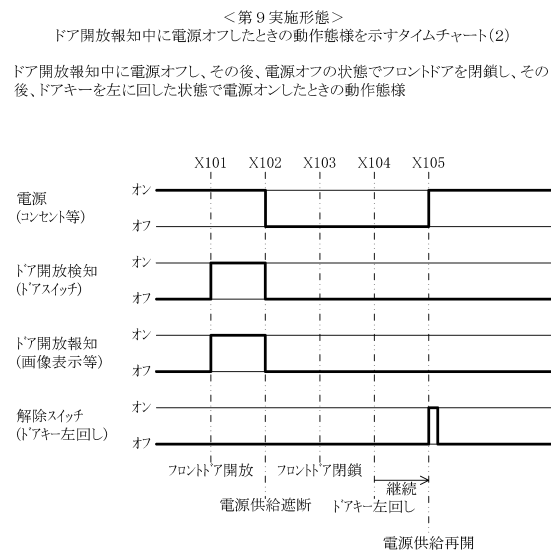 ＜第９実施形態＞
ドア開放報知中に電源オフしたときの動作態様を示すタイムチャート(2)
ドア開放報知中に電源オフし、その後、電源オフの状態でフロントドアを閉鎖し、その
後、ドアキーを左に回した状態で電源オンしたときの動作態様
X101 X102 X103 X104 X105
電源
(コンセント等)
オン
オフ
ドア開放検知
(ドアスイッチ)
オン
オフ
ドア開放報知
(画像表示等)
オン
オフ
解除スイッチ
(ドアキー左回し)
オン
オフ
フロントドア開放 フロントドア閉鎖
継続
電源供給遮断 ドアキー左回し
電源供給再開